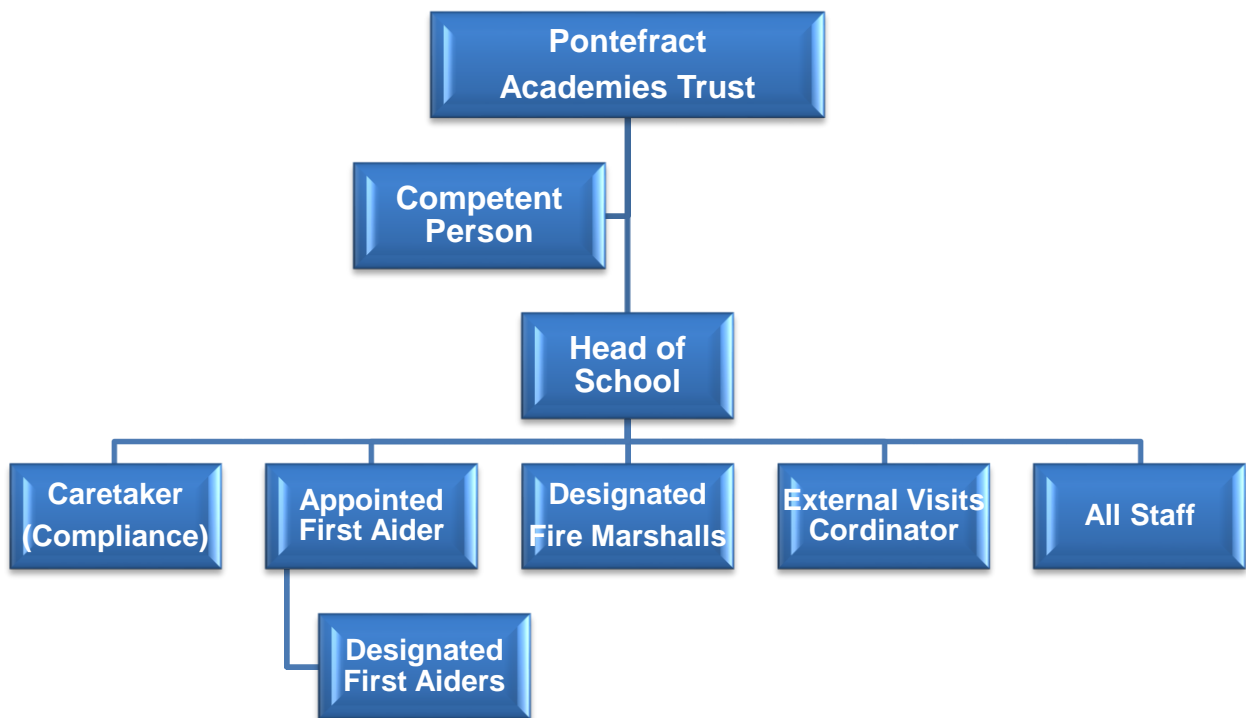 Pontefract
Academies Trust
Competent
Person
Head of
School
Caretaker
(Compliance)
Appointed
First Aider
Designated
Fire Marshalls
External Visits
Cordinator
All Staff
Designated
First Aiders